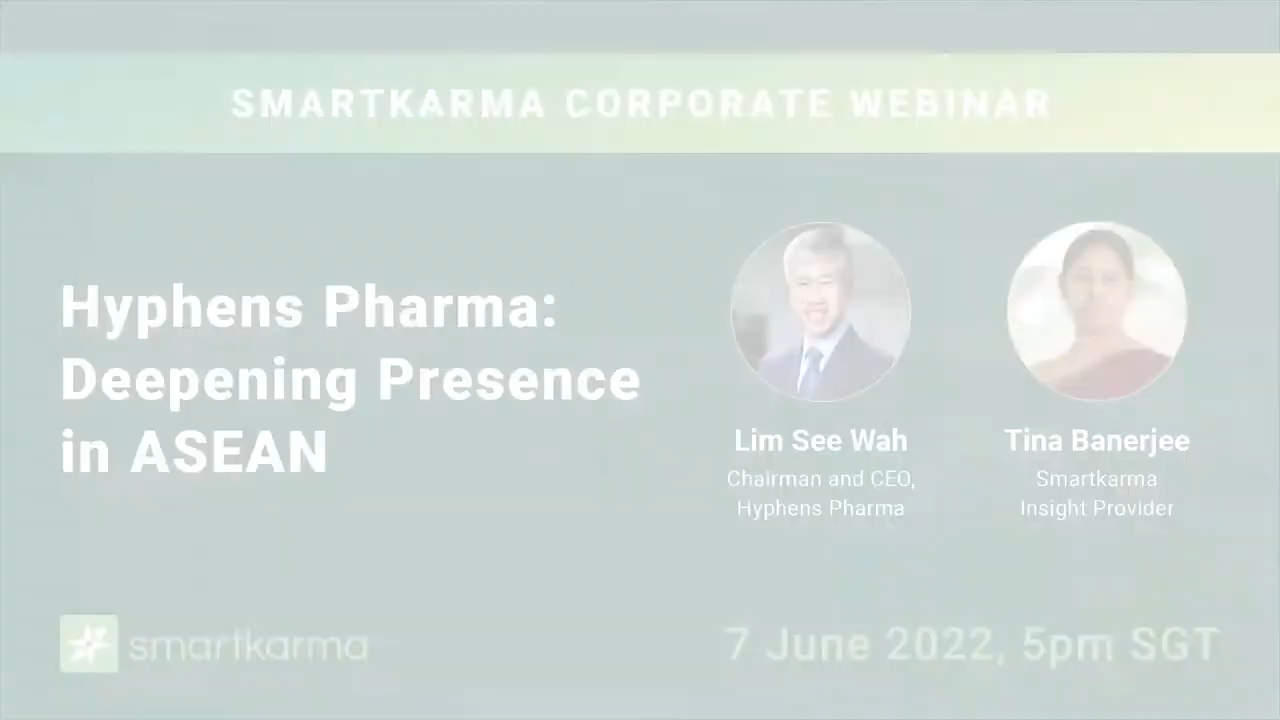 SMARTKARMA CORPORATE WEBINAR
Hyphens Pharma:
Deepening Presence
in ASEAN
Lim See Wah
Chairman and CEO,
Hyphens Pharma
Tina Banerjee
Smartkarma
Insight Provider
smartkarma
7 June 2022, 5pm SGT